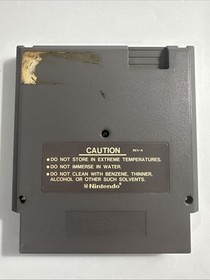 CAUTION
REV-A
●DO NOT STORE IN EXTREME TEMPERATURES.
●DO NOT IMMERSE IN WATER.
●DO NOT CLEAN WITH BENZENE, THINNER,
ALCOHOL OR OTHER SUCH SOLVENTS.
Nintendo®